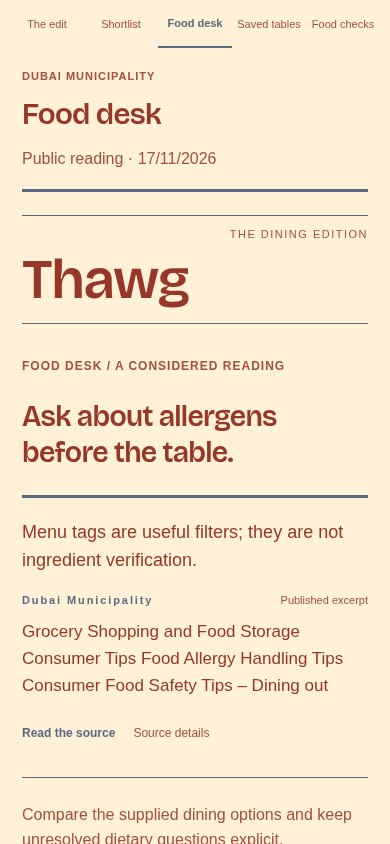 The edit
Shortlist
Food desk
Saved tables
Food checks
DUBAI MUNICIPALITY
Food desk
Public reading · 17/11/2026
THE DINING EDITION
Thawg
FOOD DESK / A CONSIDERED READING
Ask about allergens
before the table.
Menu tags are useful filters; they are not
ingredient verification.
Dubai Municipality
Published excerpt
Grocery Shopping and Food Storage
Consumer Tips Food Allergy Handling Tips
Consumer Food Safety Tips – Dining out
Read the source
Source details
Compare the supplied dining options and keep
unresolved dietary questions explicit.